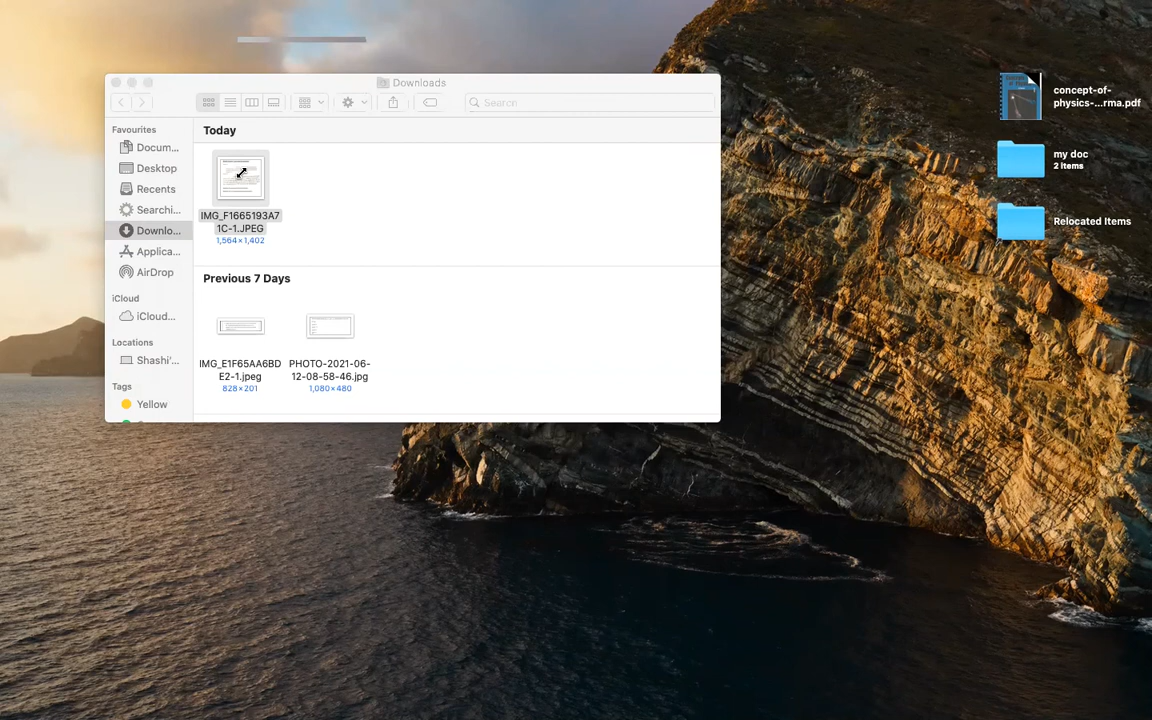 Downloads
Search
Favourites
Docum...
Desktop
Recents
Searchi...
Downlo...
Applica...
AirDrop
iCloud
iCloud...
Locations
Shashi'...
Tags
Yellow
Today
IMG_F1665193A7
1C-1.JPEG
1,564×1,402
Previous 7 Days
IMG_E1F65AA6BD
E2-1.jpeg
828×201
PHOTO-2021-06-
12-08-58-46.jpg
1,080×480
concept-of-
physics-...rma.pdf
my doc
2 items
Relocated Items